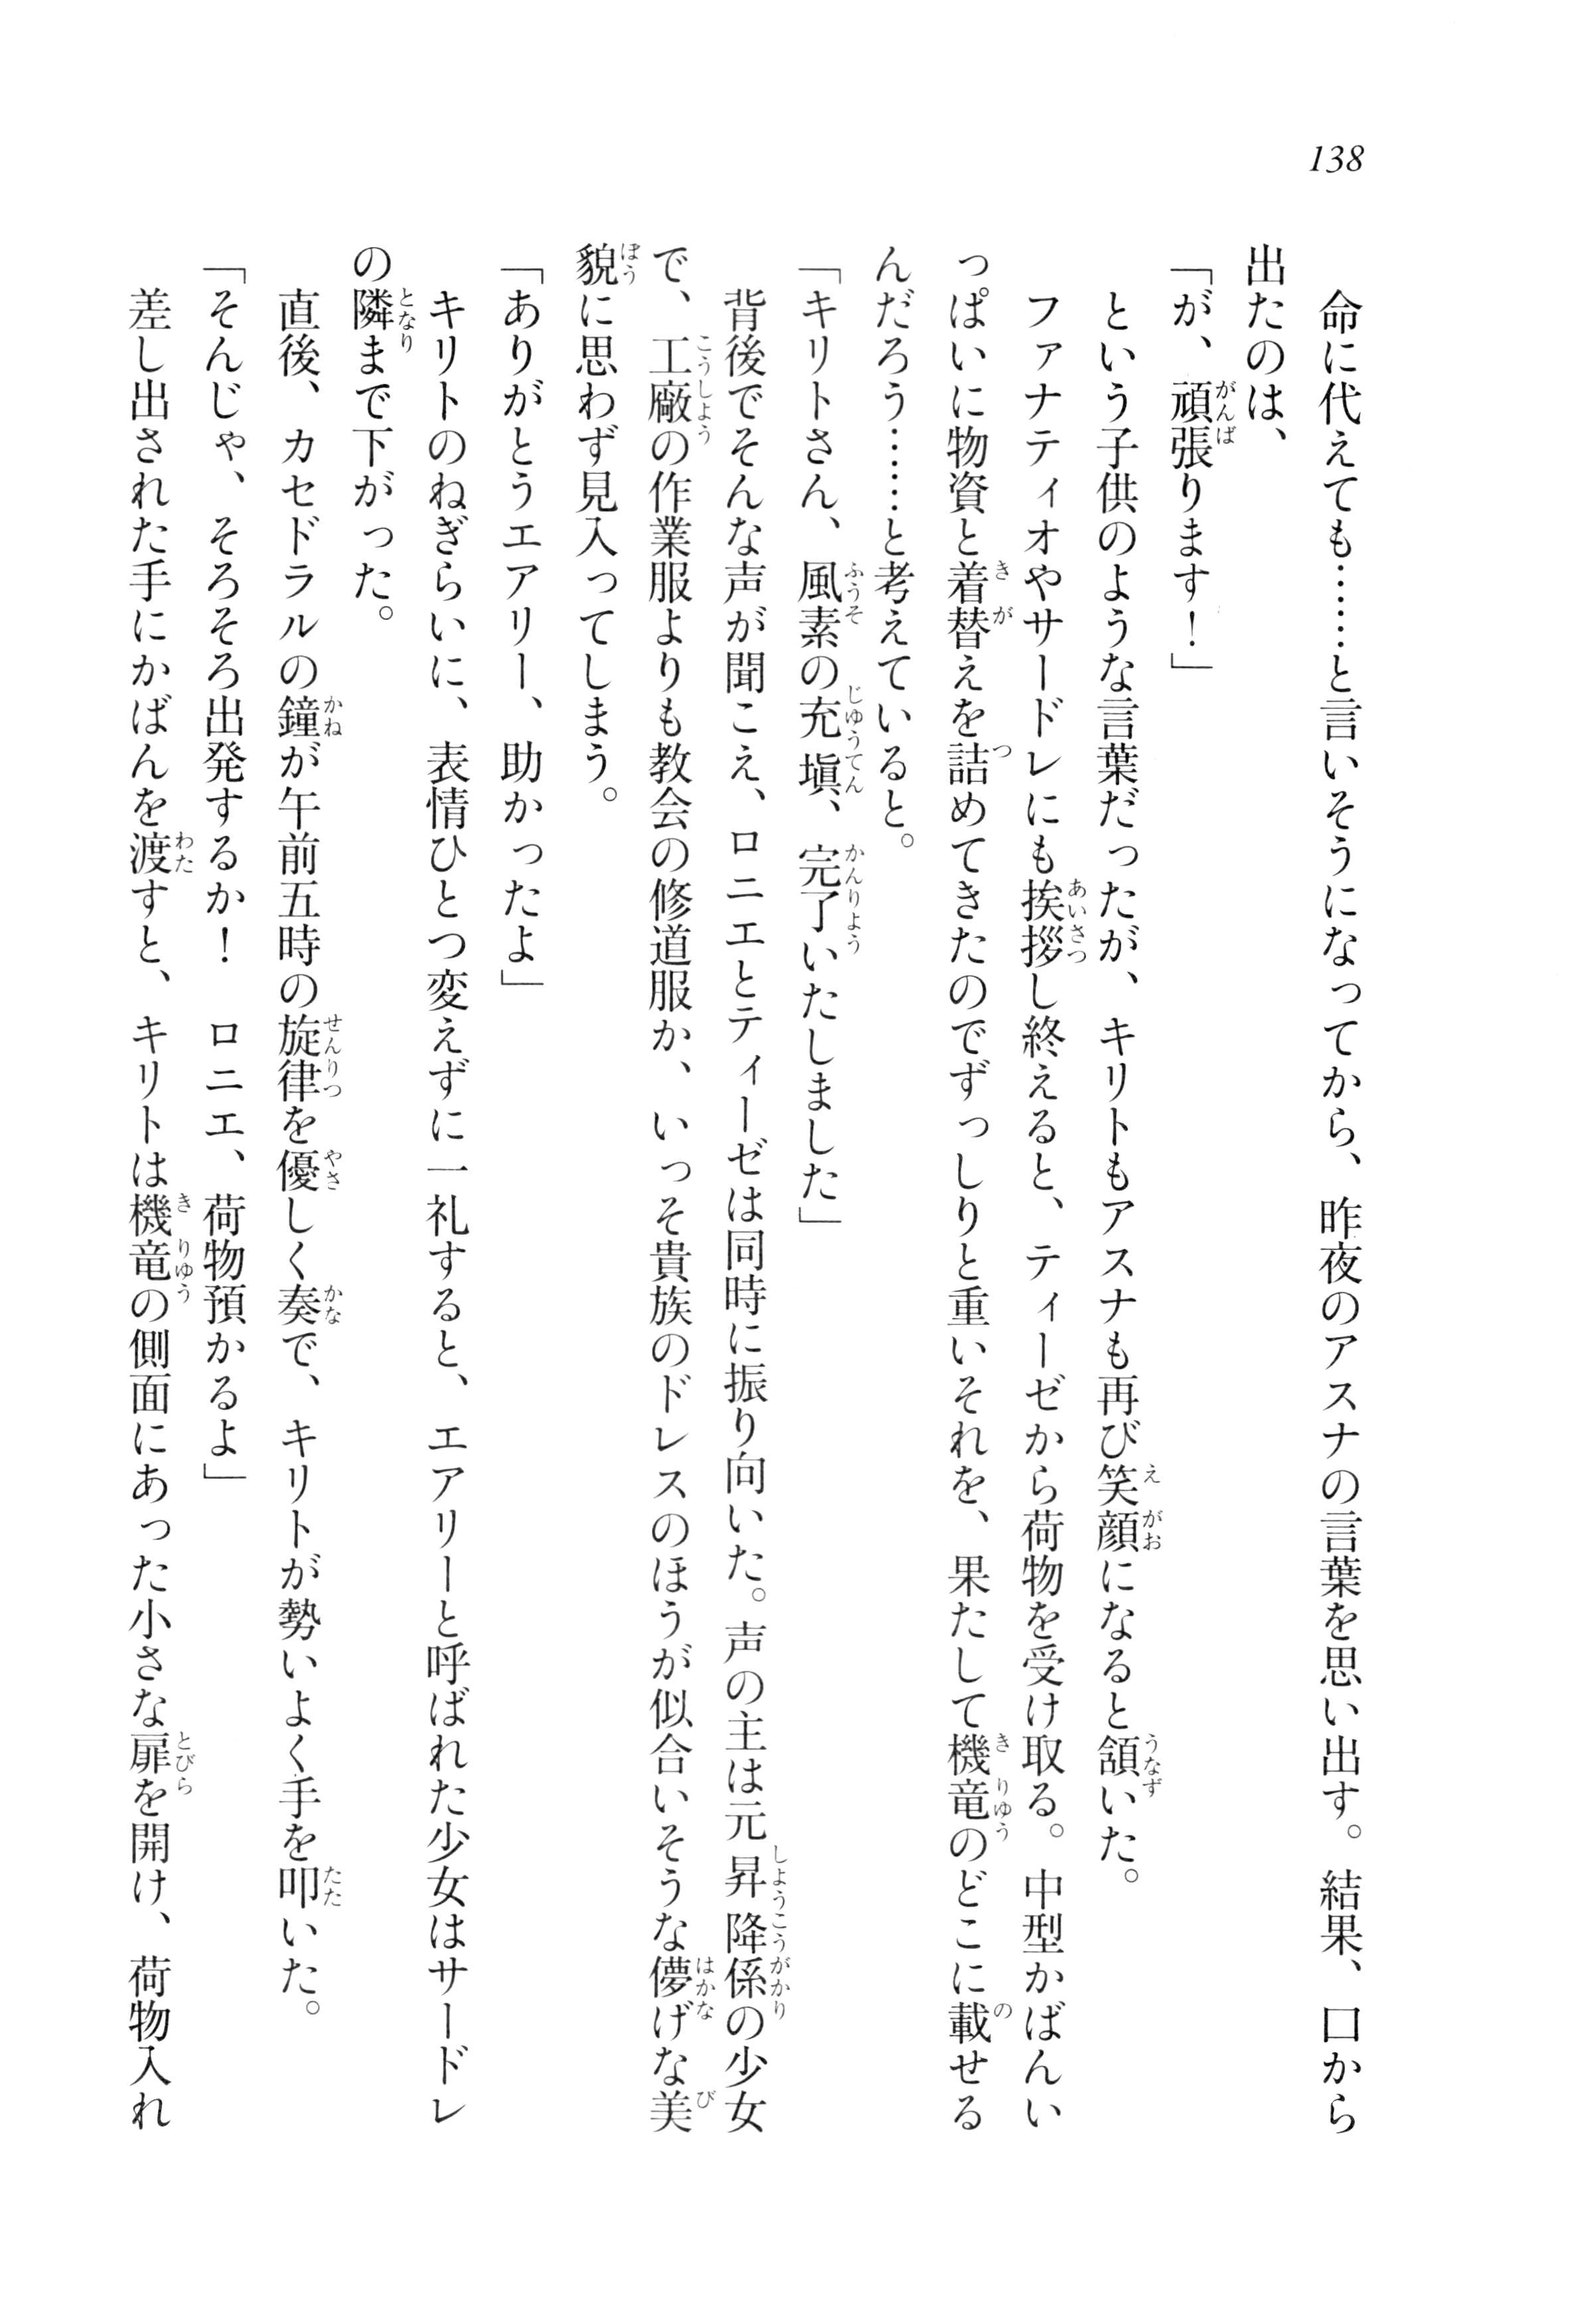 138
命に代えても……と言いそうになってから、昨夜のアスナの言葉を思い出す。結果、口から
出たのは、
「が、頑張ります！」
という子供のような言葉だったが、キリトもアスナも再び笑顔になると頷いた。
ファナティオやサードレにも挨拶し終えると、ティーゼから荷物を受け取る。中型かばんい
っぱいに物資と着替えを詰めてきたのでずっしりと重いそれを、果たして機竜のどこに載せる
んだろう……と考えていると。
「キリトさん、風素の充塡、完了いたしました」
背後でそんな声が聞こえ、ロニエとティーゼは同時に振り向いた。声の主は元昇降係の少女
で、工廠の作業服よりも教会の修道服か、いっそ貴族のドレスのほうが似合いそうな儚げな美
貌に思わず見入ってしまう。
「ありがとうエアリー、助かったよ」
キリトのねぎらいに、表情ひとつ変えずに一礼すると、エアリーと呼ばれた少女はサードレ
の隣まで下がった。
直後、カセドラルの鐘が午前五時の旋律を優しく奏で、キリトが勢いよく手を叩いた。
「そんじゃ、そろそろ出発するか！　ロニエ、荷物預かるよ」
差し出された手にかばんを渡すと、キリトは機竜の側面にあった小さな扉を開け、荷物入れ